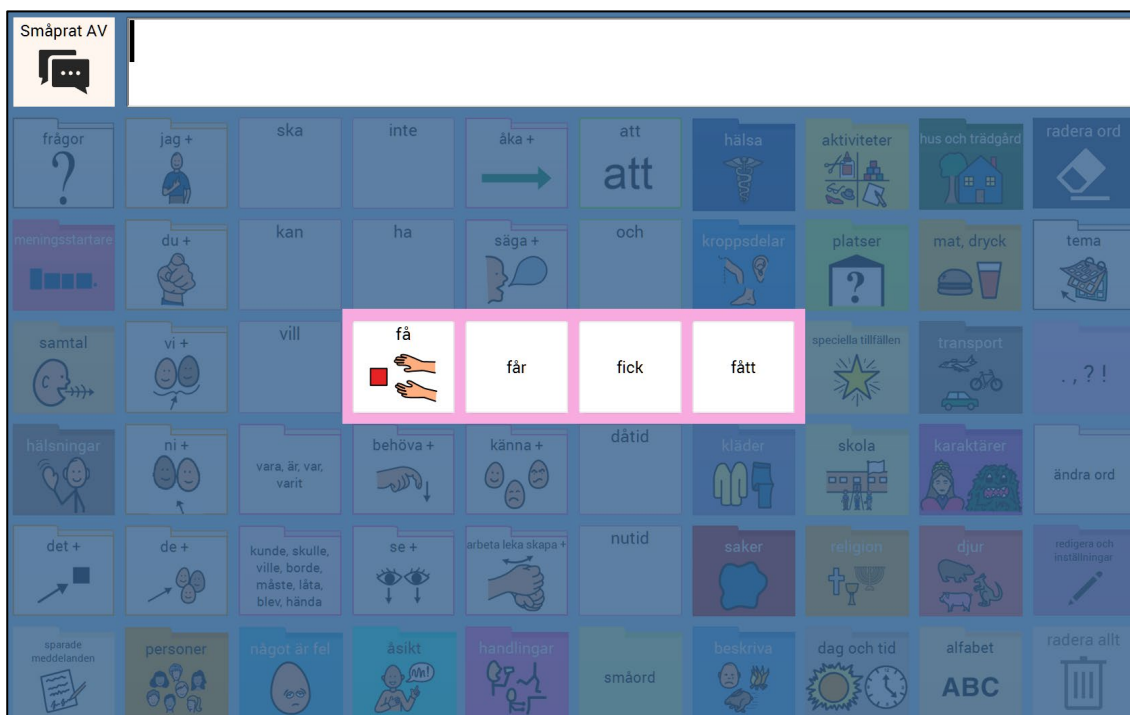 Småprat AV
frågor
jag +
ska
inte
åka +
att
att
hälsa
aktiviteter
hus och trädgård
radera ord
meningsstartare
du +
kan
ha
säga +
och
kroppsdelar
platser
mat, dryck
tema
samtal
vi +
vill
få
får
fick
fått
speciella tillfällen
transport
. , ? !
hälsningar
ni +
vara, är, var,
varit
behöva +
känna +
dåtid
kläder
skola
karaktärer
ändra ord
det +
de +
kunde, skulle,
ville, borde,
måste, låta,
blev, hända
se +
arbeta leka skapa +
nutid
saker
religion
djur
redigera och
inställningar
sparade
meddelanden
personer
något är fel
åsikt
handlingar
småord
beskriva
dag och tid
alfabet
ABC
radera allt